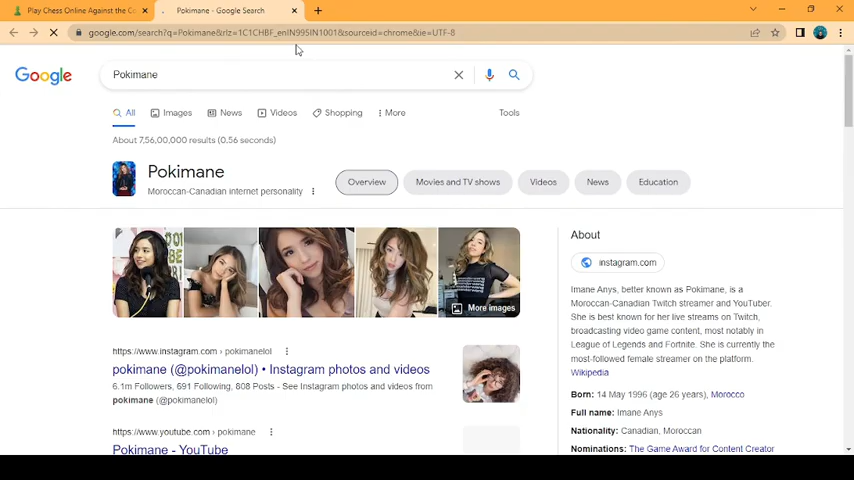 Play Chess Online Against the Co
Pokimane - Google Search
google.com/search?q=Pokimane&rlz=1C1CHBF_enIN995IN1001&sourceid=chrome&ie=UTF-8
Google
Pokimane
All
Images
News
Videos
Shopping
More
Tools
About 7,56,00,000 results (0.56 seconds)
Pokimane
Moroccan-Canadian internet personality
Overview
Movies and TV shows
Videos
News
Education
More images
https://www.instagram.com › pokimanelol
pokimane (@pokimanelol) • Instagram photos and videos
6.1m Followers, 691 Following, 808 Posts - See Instagram photos and videos from
pokimane (@pokimanelol)
https://www.youtube.com › pokimane
Pokimane - YouTube
About
instagram.com
Imane Anys, better known as Pokimane, is a
Moroccan-Canadian Twitch streamer and YouTuber.
She is best known for her live streams on Twitch,
broadcasting video game content, most notably in
League of Legends and Fortnite. She is currently the
most-followed female streamer on the platform.
Wikipedia
Born: 14 May 1996 (age 26 years), Morocco
Full name: Imane Anys
Nationality: Canadian, Moroccan
Nominations: The Game Award for Content Creator